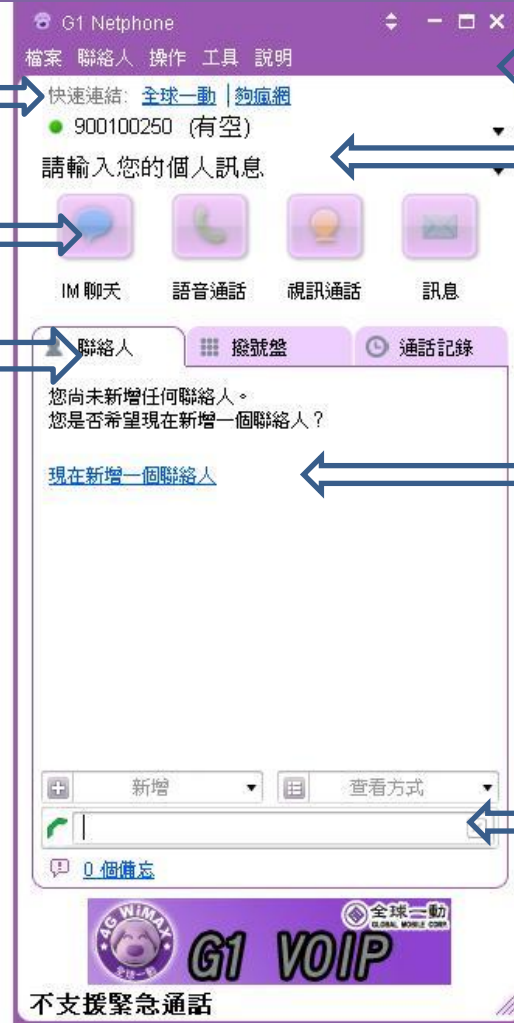 G1 Netphone
檔案 聯絡人 操作 工具 說明
快速連結: 全球一動 | 夠瘋網
900100250 (有空)
請輸入您的個人訊息
IM 聊天 語音通話 視訊通話 訊息
聯絡人 撥號盤 通話記錄
您尚未新增任何聯絡人。
您是否希望現在新增一個聯絡人?
現在新增一個聯絡人
新增 查看方式
0 個備忘
4G WiMAX
全球一動
G1 VOIP
全球一動
GLOBAL MOBILE CORP.
不支援緊急通話